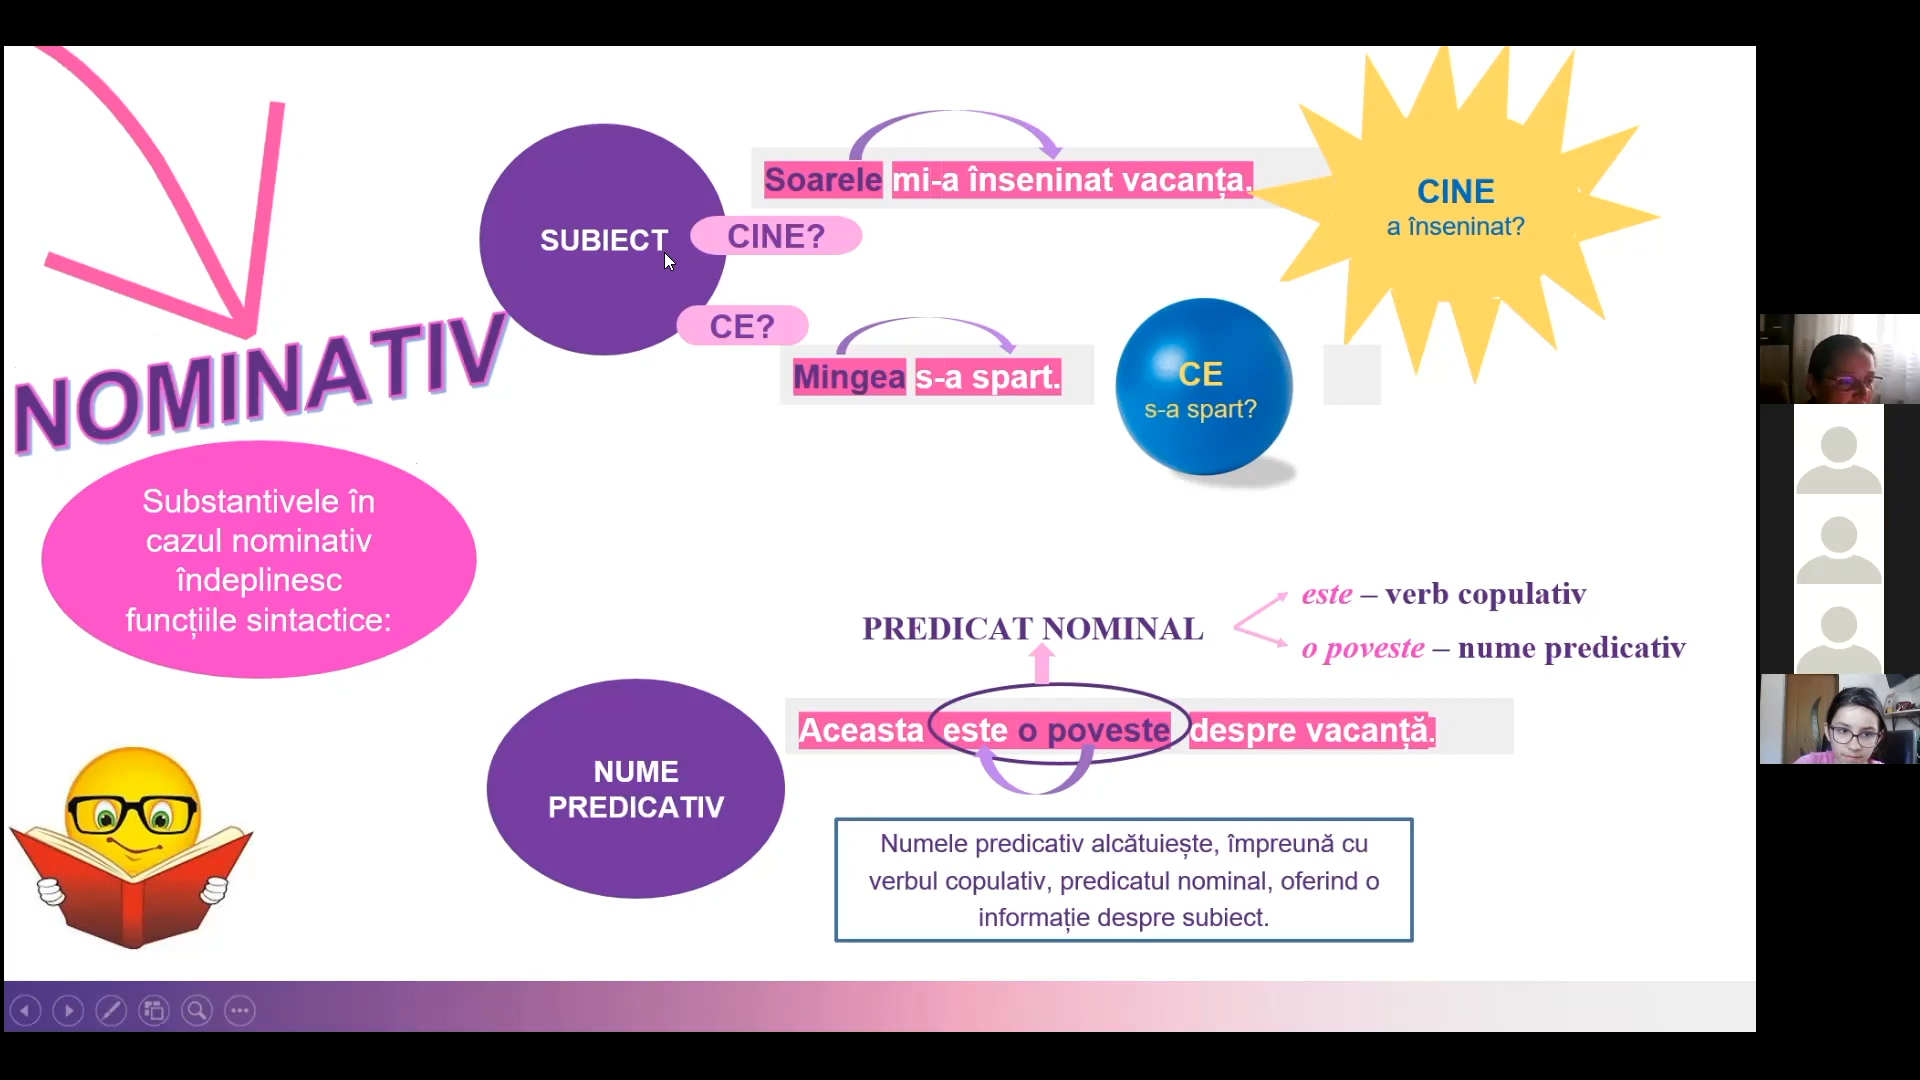 NOMINATIV
Substantivele în
cazul nominativ
îndeplinesc
funcțiile sintactice:
SUBIECT
CINE?
CE?
Soarele mi-a înseninat vacanța.
CINE
a înseninat?
Mingea s-a spart.
CE
s-a spart?
PREDICAT NOMINAL
este – verb copulativ
o poveste – nume predicativ
NUME
PREDICATIV
Aceasta este o poveste despre vacanță.
Numele predicativ alcătuiește, împreună cu
verbul copulativ, predicatul nominal, oferind o
informație despre subiect.